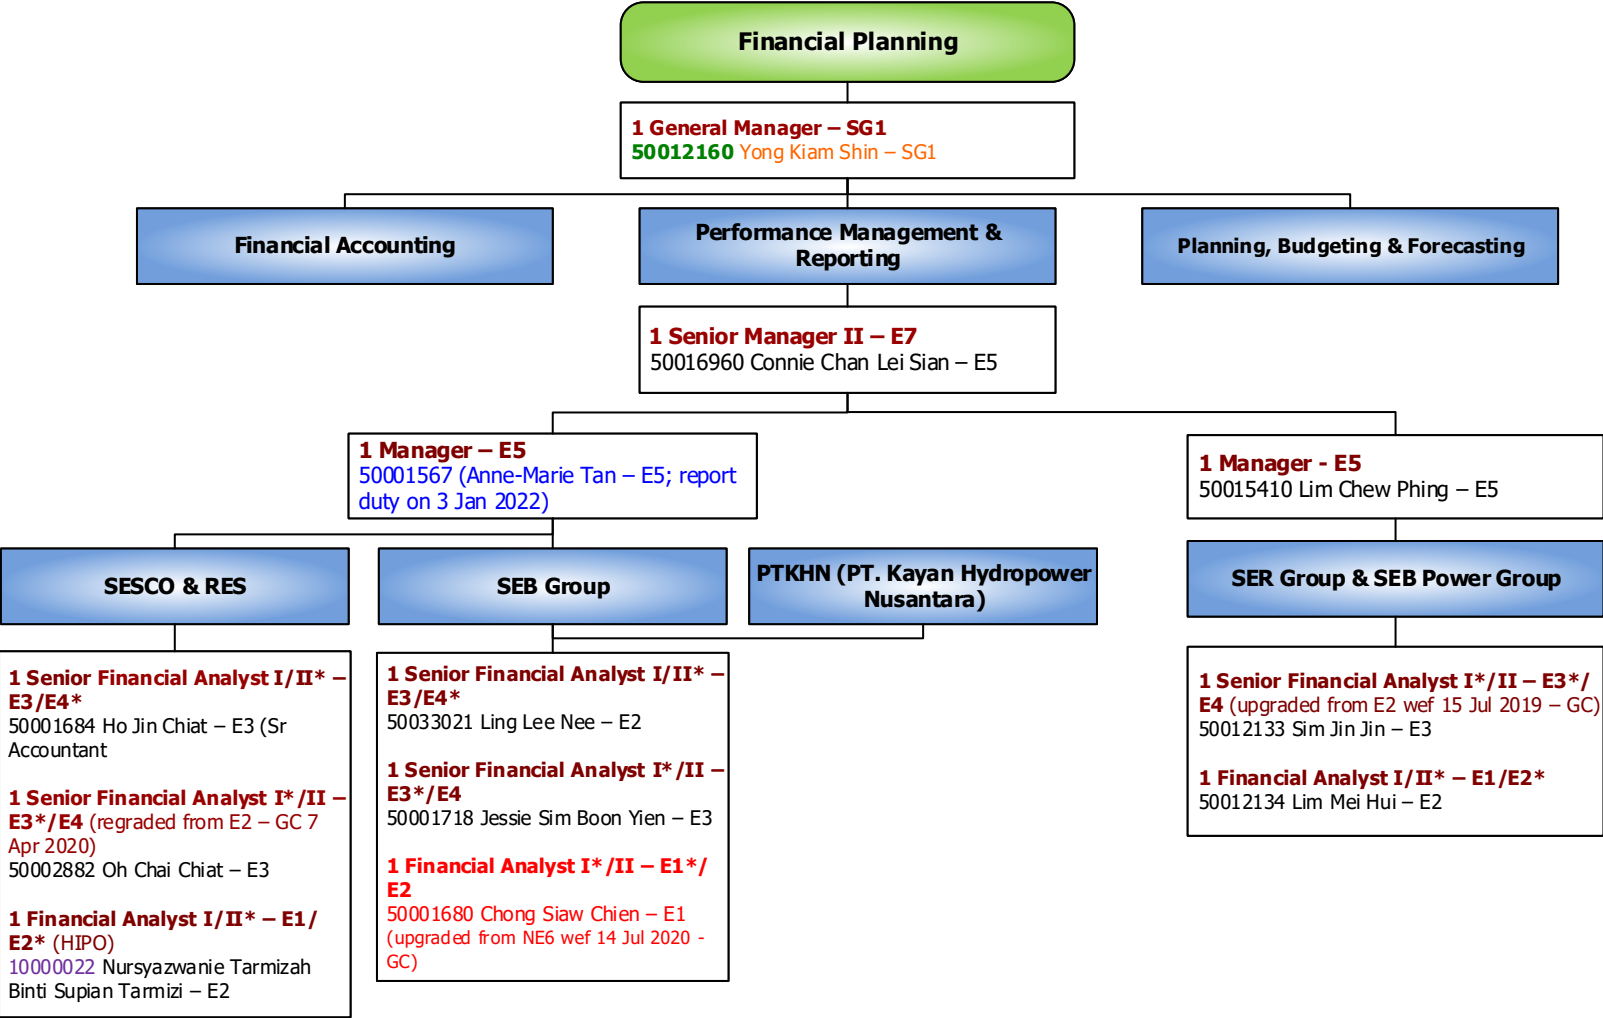 Financial Planning
1 General Manager – SG1
50012160 Yong Kiam Shin – SG1
Financial Accounting
Performance Management &
Reporting
Planning, Budgeting & Forecasting
1 Senior Manager II – E7
50016960 Connie Chan Lei Sian – E5
1 Manager – E5
50001567 (Anne-Marie Tan – E5; report
duty on 3 Jan 2022)
1 Manager - E5
50015410 Lim Chew Phing – E5
SESCO & RES
SEB Group
PTKHN (PT. Kayan Hydropower
Nusantara)
SER Group & SEB Power Group
1 Senior Financial Analyst I/II* –
E3/E4*
50001684 Ho Jin Chiat – E3 (Sr
Accountant
1 Senior Financial Analyst I*/II –
E3*/E4 (regraded from E2 – GC 7
Apr 2020)
50002882 Oh Chai Chiat – E3
1 Financial Analyst I/II* – E1/
E2* (HIPO)
10000022 Nursyazwanie Tarmizah
Binti Supian Tarmizi – E2
1 Senior Financial Analyst I/II* –
E3/E4*
50033021 Ling Lee Nee – E2
1 Senior Financial Analyst I*/II –
E3*/E4
50001718 Jessie Sim Boon Yien – E3
1 Financial Analyst I*/II – E1*/
E2
50001680 Chong Siaw Chien – E1
(upgraded from NE6 wef 14 Jul 2020 -
GC)
1 Senior Financial Analyst I*/II – E3*/
E4 (upgraded from E2 wef 15 Jul 2019 – GC)
50012133 Sim Jin Jin – E3
1 Financial Analyst I/II* – E1/E2*
50012134 Lim Mei Hui – E2